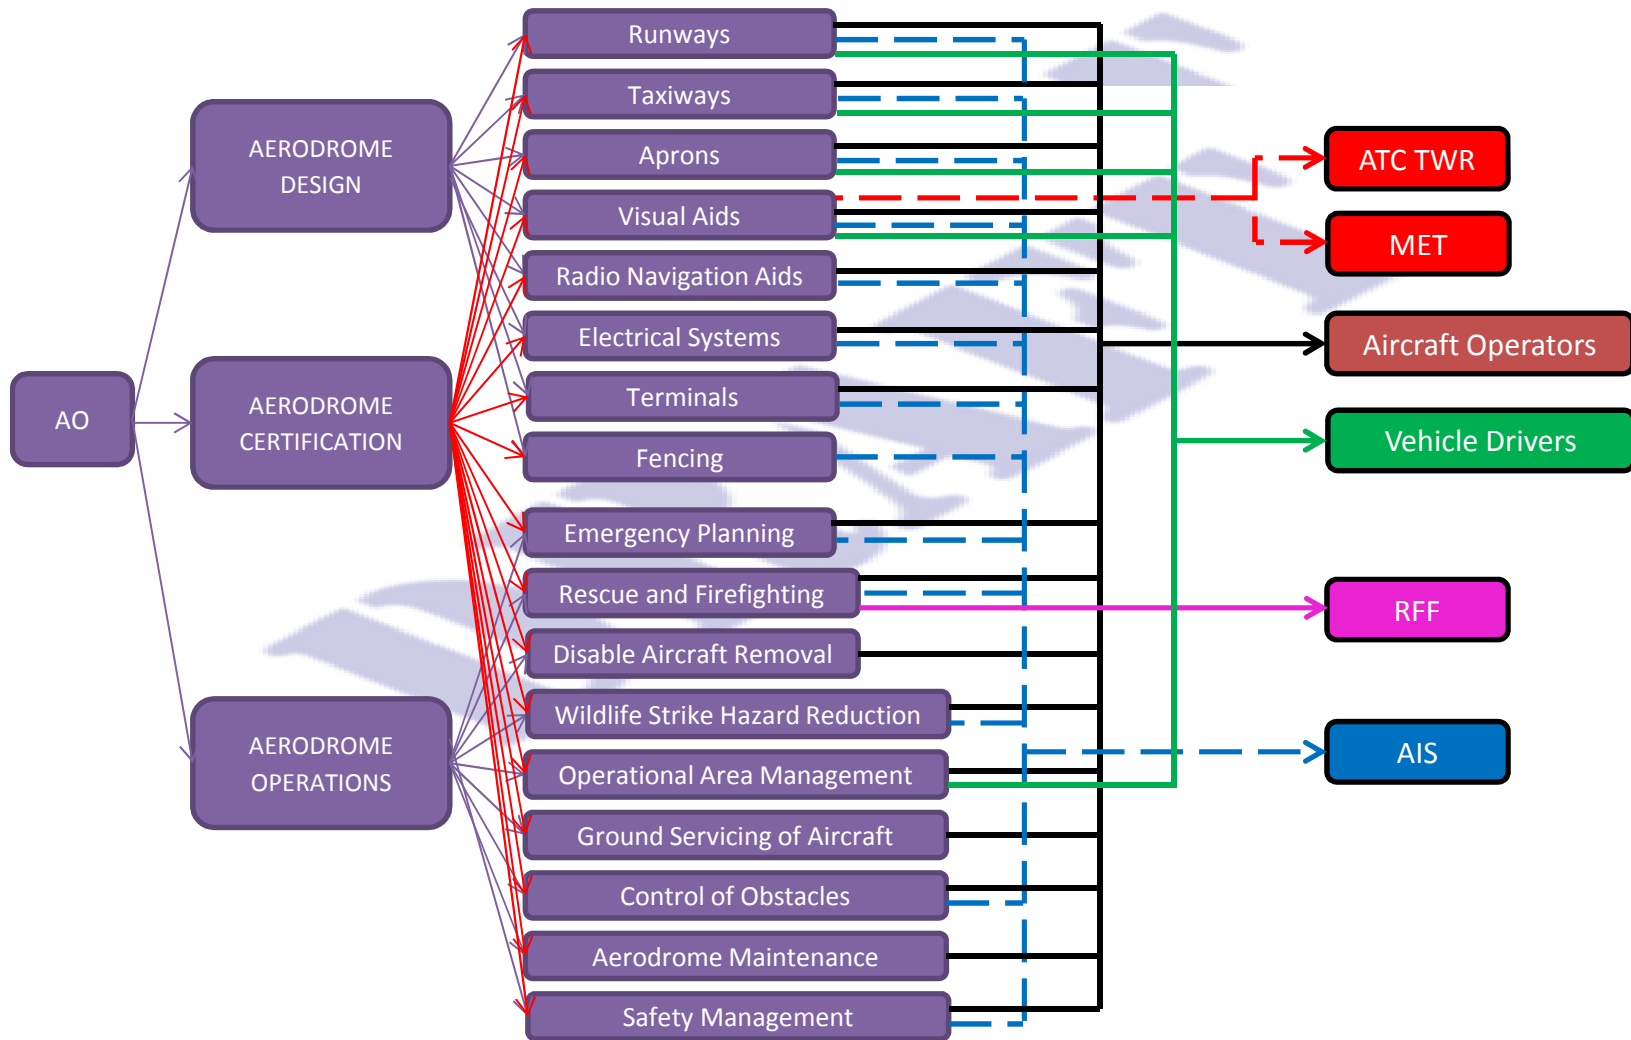 Runways
Taxiways
AERODROME
DESIGN
Aprons
ATC TWR
Visual Aids
MET
Radio Navigation Aids
Electrical Systems
Aircraft Operators
AO
AERODROME
CERTIFICATION
Terminals
Vehicle Drivers
Fencing
Emergency Planning
Rescue and Firefighting
RFF
Disable Aircraft Removal
Wildlife Strike Hazard Reduction
AERODROME
OPERATIONS
AIS
Operational Area Management
Ground Servicing of Aircraft
Control of Obstacles
Aerodrome Maintenance
Safety Management